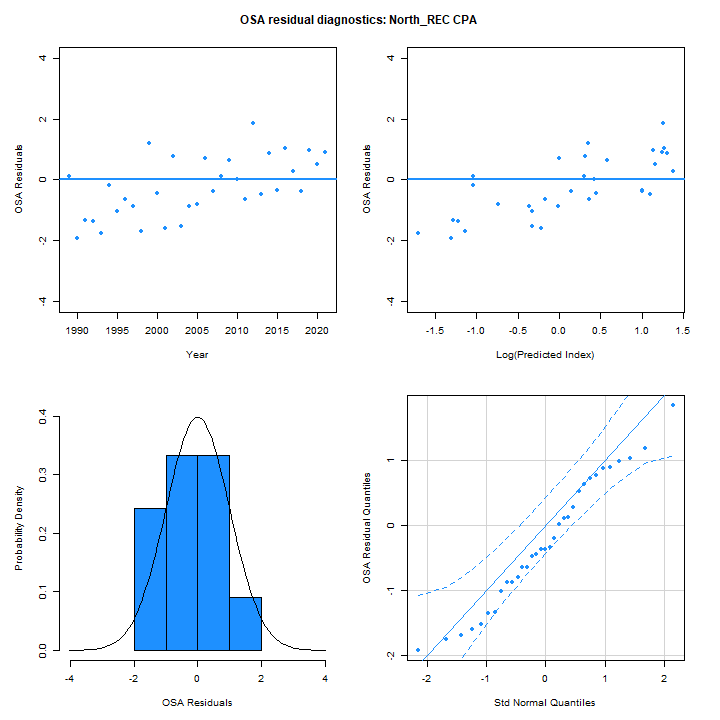 OSA residual diagnostics: North_REC CPA
OSA Residuals
4
2
0
-2
-4
1990 1995 2000 2005 2010 2015 2020
Year
OSA Residuals
4
2
0
-2
-4
-1.5 -1.0 -0.5 0.0 0.5 1.0 1.5
Log(Predicted Index)
Probability Density
0.4
0.3
0.2
0.1
0.0
-4 -2 0 2 4
OSA Residuals
OSA Residual Quantiles
1
0
-1
-2
-2 -1 0 1 2
Std Normal Quantiles